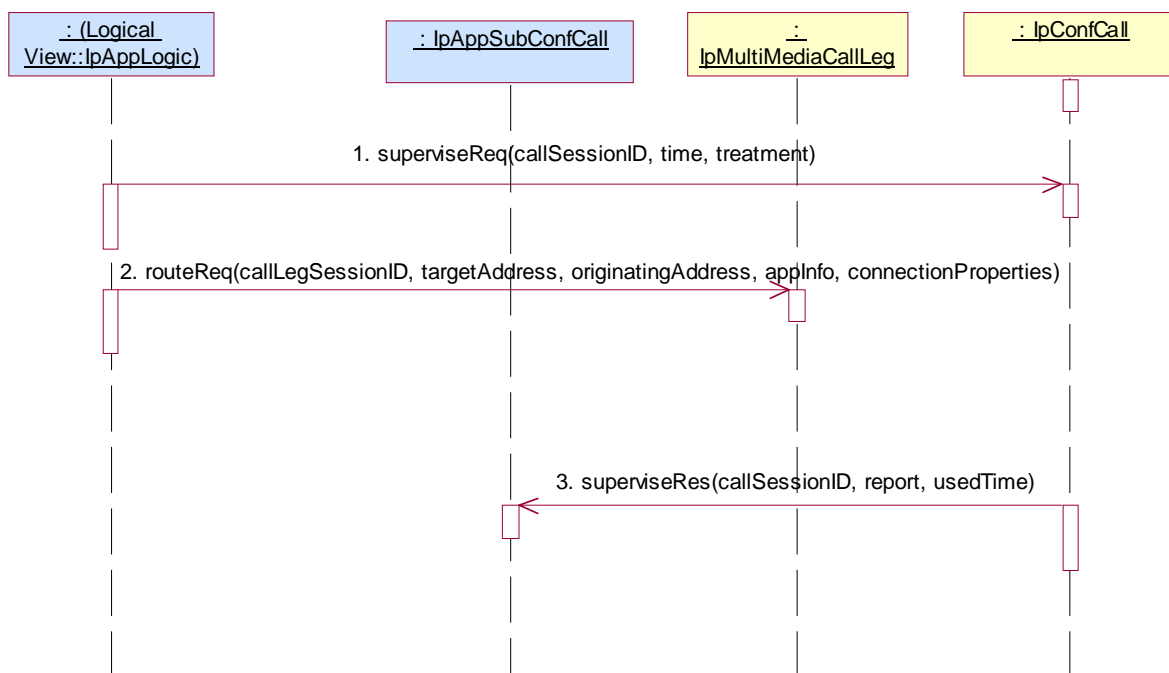 : (Logical
View::IpAppLogic)
: IpAppSubConfCall
:
IpMultiMediaCallLeg
: IpConfCall
1. superviseReq(callSessionID, time, treatment)
2. routeReq(callLegSessionID, targetAddress, originatingAddress, appInfo, connectionProperties)
3. superviseRes(callSessionID, report, usedTime)